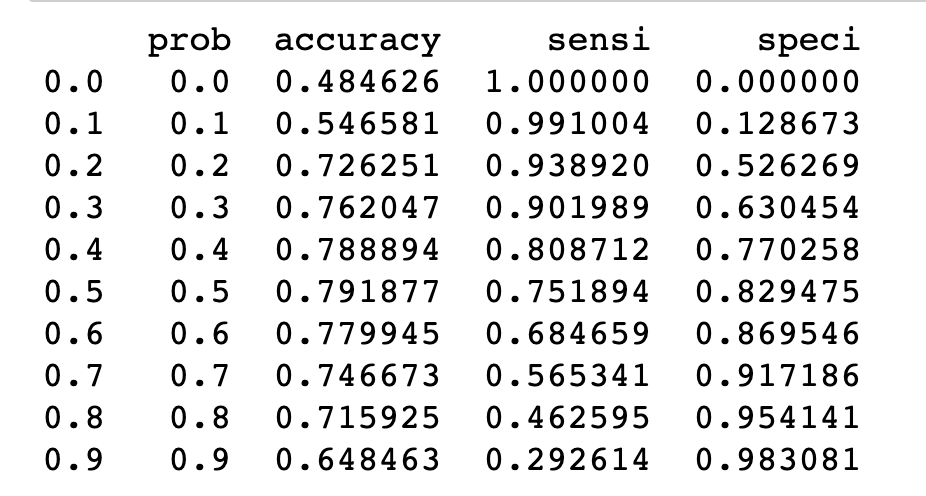 prob accuracy sensi speci
0.0 0.0 0.484626 1.000000 0.000000
0.1 0.1 0.546581 0.991004 0.128673
0.2 0.2 0.726251 0.938920 0.526269
0.3 0.3 0.762047 0.901989 0.630454
0.4 0.4 0.788894 0.808712 0.770258
0.5 0.5 0.791877 0.751894 0.829475
0.6 0.6 0.779945 0.684659 0.869546
0.7 0.7 0.746673 0.565341 0.917186
0.8 0.8 0.715925 0.462595 0.954141
0.9 0.9 0.648463 0.292614 0.983081